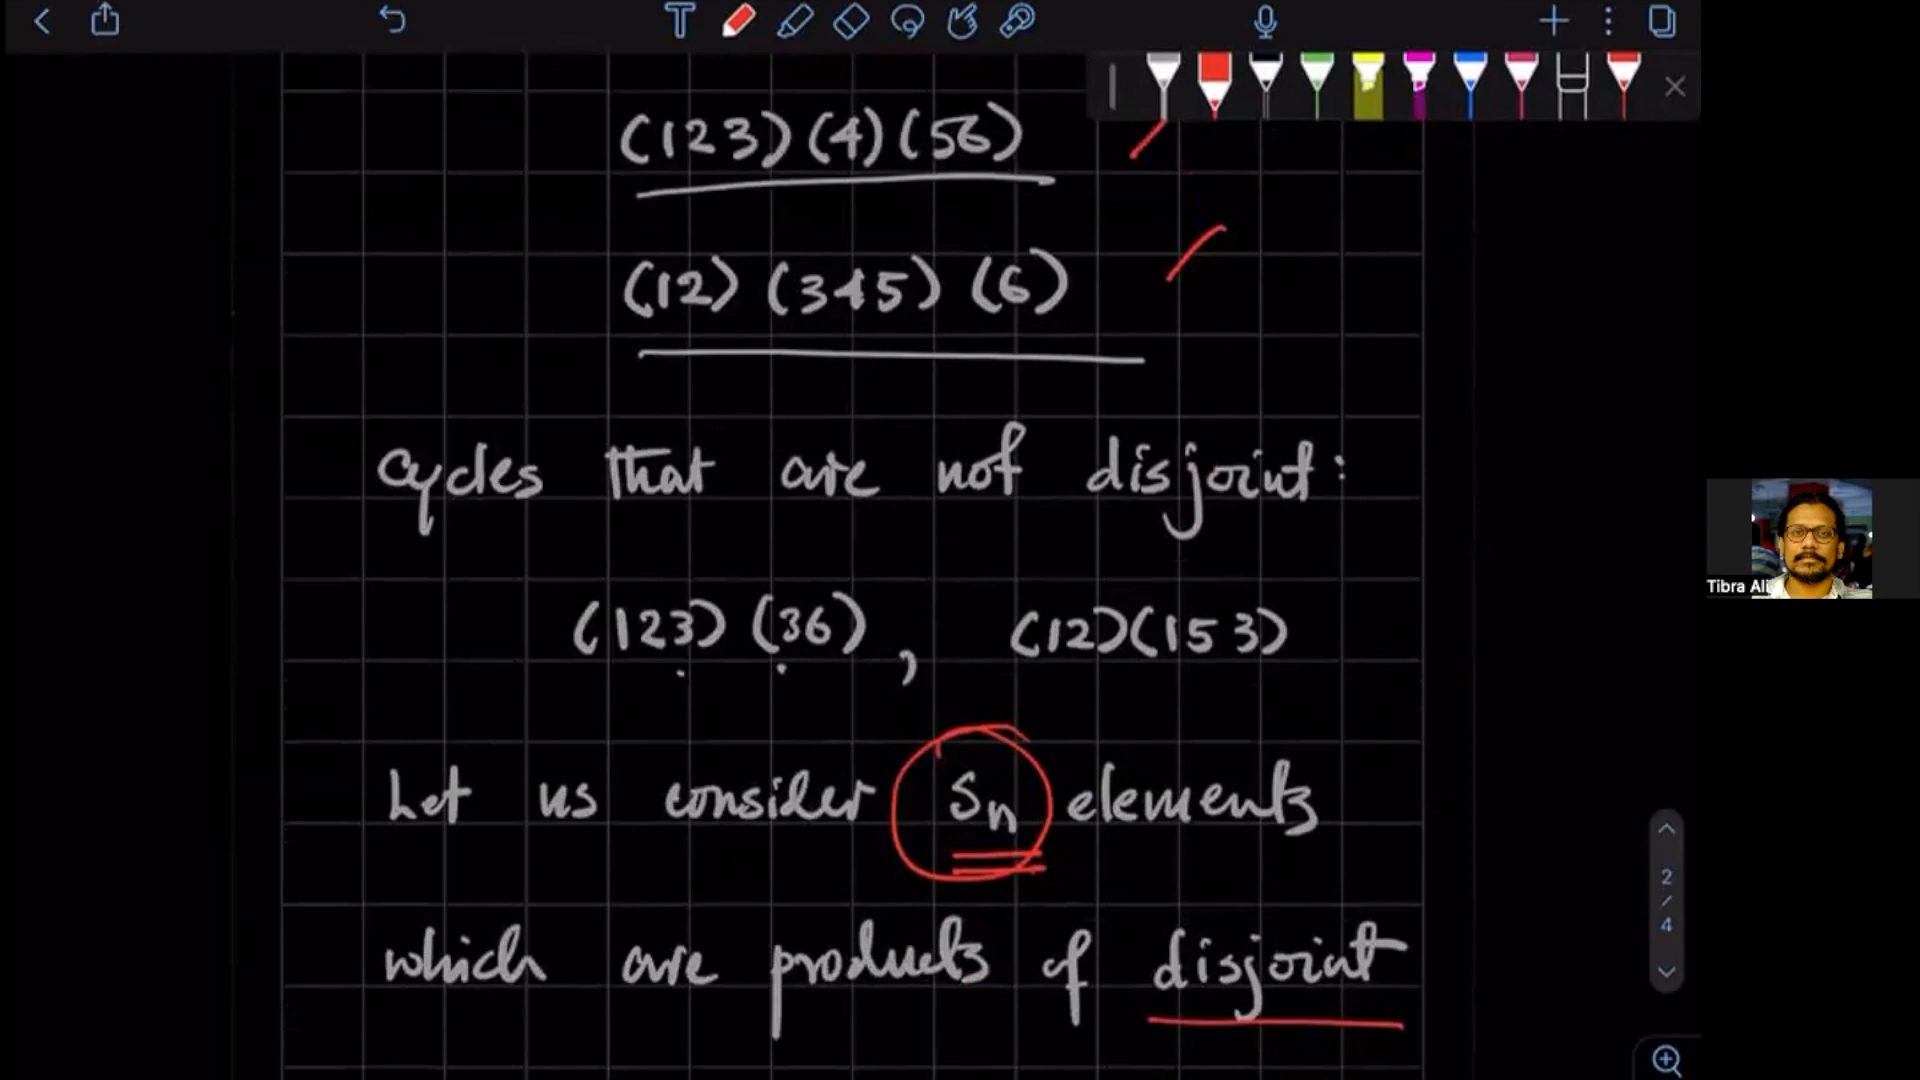 (123)(4)(56)
(12)(345)(6)
cycles that are not disjoint:
(123)(36), (12)(153)
Let us consider Sn elements
which are products of disjoint
2
/
4
Tibra Ali